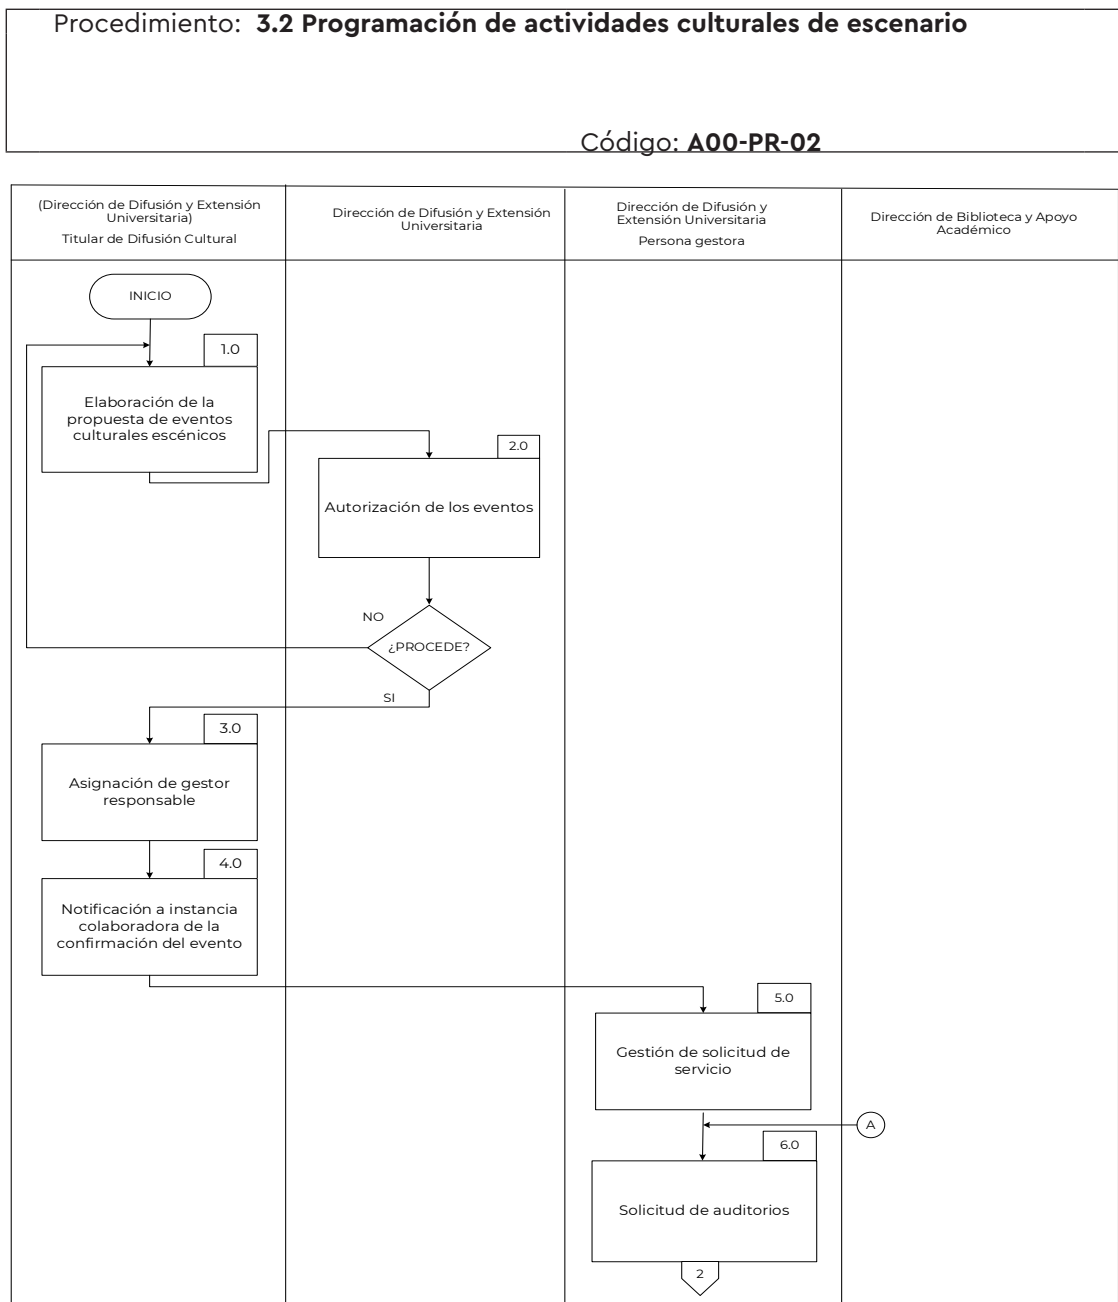 Procedimiento: 3.2 Programación de actividades culturales de escenario
Código: A00-PR-02
(Dirección de Difusión y Extensión
Universitaria)
Titular de Difusión Cultural
Dirección de Difusión y Extensión
Universitaria
Dirección de Difusión y
Extensión Universitaria
Persona gestora
Dirección de Biblioteca y Apoyo
Académico
INICIO
1.0
Elaboración de la
propuesta de eventos
culturales escénicos
2.0
Autorización de los eventos
NO
¿PROCEDE?
SI
3.0
Asignación de gestor
responsable
4.0
Notificación a instancia
colaboradora de la
confirmación del evento
5.0
Gestión de solicitud de
servicio
A
6.0
Solicitud de auditorios
2